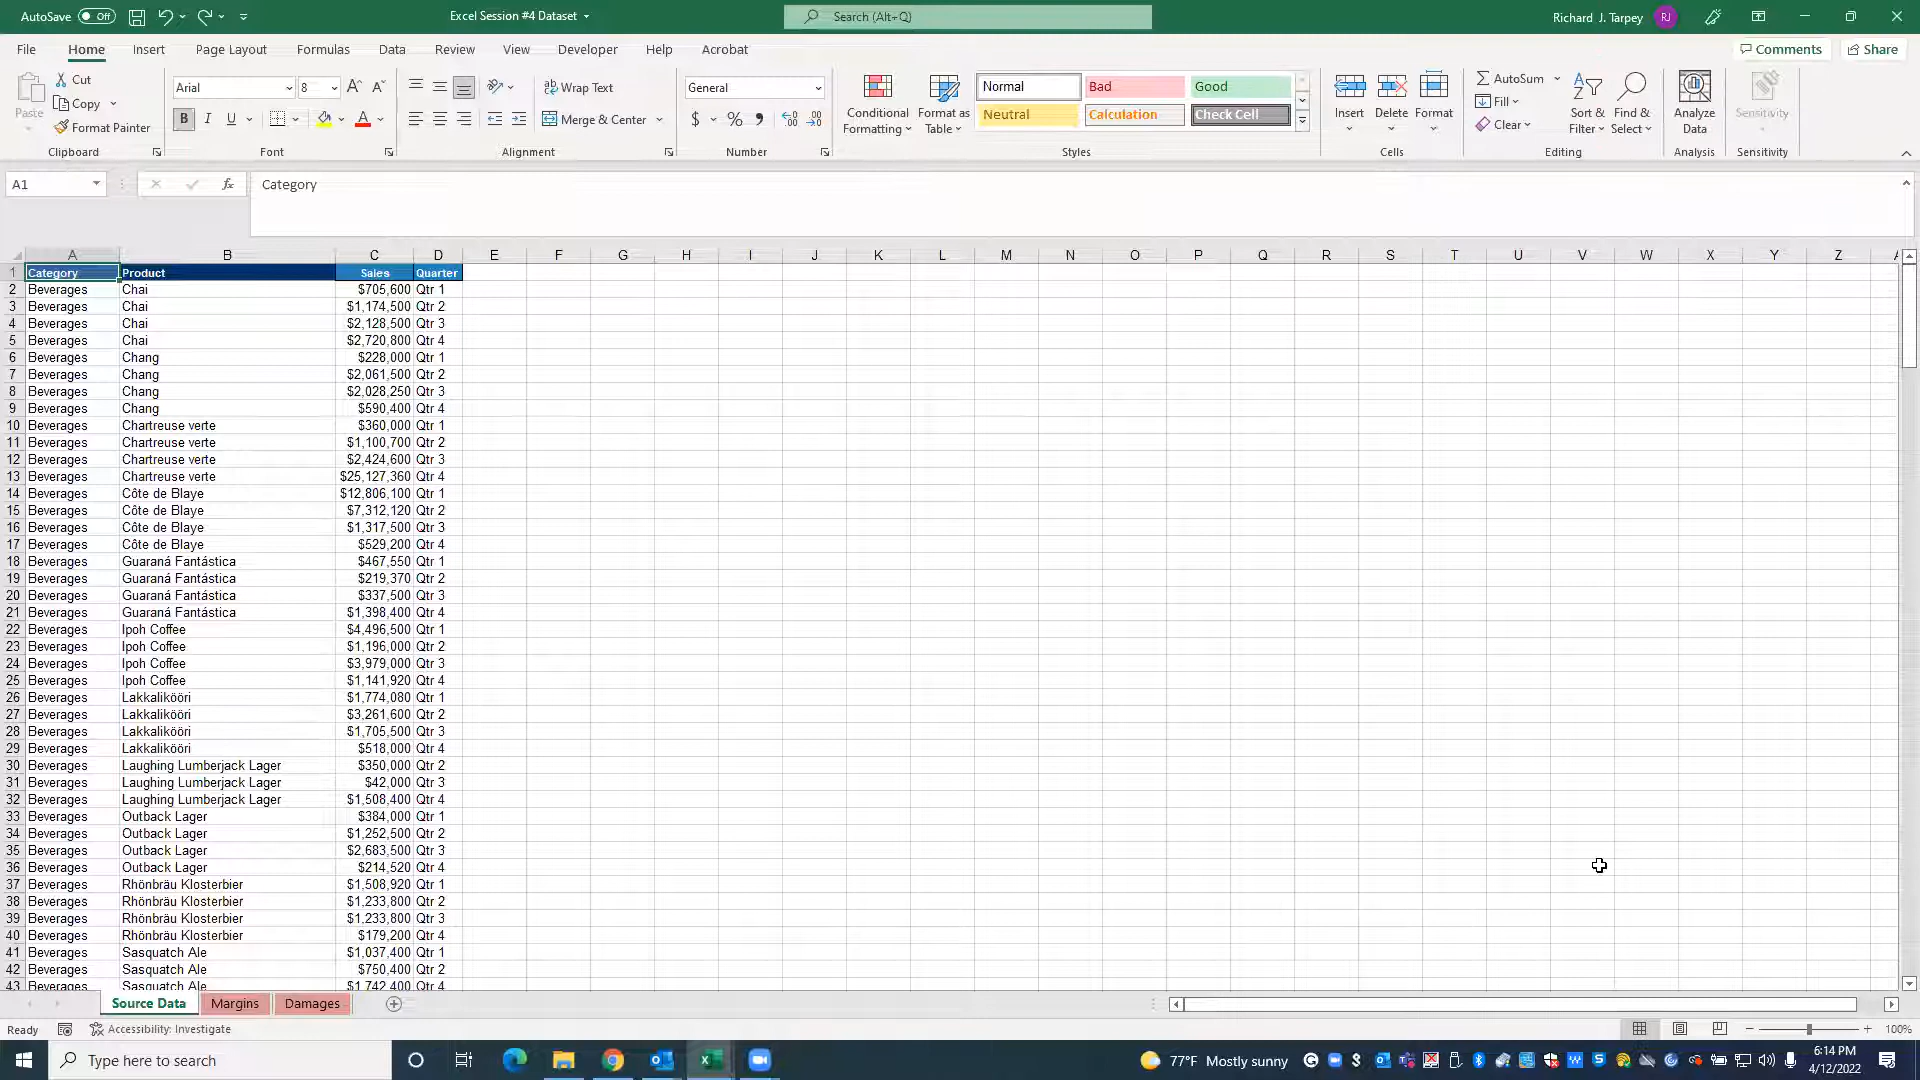 AutoSave Off Excel Session #4 Dataset Search (Alt+Q) Richard J. Tarpey RJ
File Home Insert Page Layout Formulas Data Review View Developer Help Acrobat Comments Share
Paste Cut Copy Format Painter Clipboard
Arial 8 A A B I U A Font
Wrap Text Merge & Center Alignment
General $ % Number
Conditional Formatting Format as Table Normal Bad Good Neutral Calculation Check Cell Styles
Insert Delete Format Cells
AutoSum Fill Clear Sort & Filter Find & Select Editing
Analyze Data Analysis Sensitivity Sensitivity
A1 fx Category
A B C D E F G H I J K L M N O P Q R S T U V W X Y Z
1 Category Product Sales Quarter
2 Beverages Chai $705,600 Qtr 1
3 Beverages Chai $1,174,500 Qtr 2
4 Beverages Chai $2,128,500 Qtr 3
5 Beverages Chai $2,720,800 Qtr 4
6 Beverages Chang $228,000 Qtr 1
7 Beverages Chang $2,061,500 Qtr 2
8 Beverages Chang $2,028,250 Qtr 3
9 Beverages Chang $590,400 Qtr 4
10 Beverages Chartreuse verte $360,000 Qtr 1
11 Beverages Chartreuse verte $1,100,700 Qtr 2
12 Beverages Chartreuse verte $2,424,600 Qtr 3
13 Beverages Chartreuse verte $25,127,360 Qtr 4
14 Beverages Côte de Blaye $12,806,100 Qtr 1
15 Beverages Côte de Blaye $7,312,120 Qtr 2
16 Beverages Côte de Blaye $1,317,500 Qtr 3
17 Beverages Côte de Blaye $529,200 Qtr 4
18 Beverages Guaraná Fantástica $467,550 Qtr 1
19 Beverages Guaraná Fantástica $219,370 Qtr 2
20 Beverages Guaraná Fantástica $337,500 Qtr 3
21 Beverages Guaraná Fantástica $1,398,400 Qtr 4
22 Beverages Ipoh Coffee $4,496,500 Qtr 1
23 Beverages Ipoh Coffee $1,196,000 Qtr 2
24 Beverages Ipoh Coffee $3,979,000 Qtr 3
25 Beverages Ipoh Coffee $1,141,920 Qtr 4
26 Beverages Lakkalikööri $1,774,080 Qtr 1
27 Beverages Lakkalikööri $3,261,600 Qtr 2
28 Beverages Lakkalikööri $1,705,500 Qtr 3
29 Beverages Lakkalikööri $518,000 Qtr 4
30 Beverages Laughing Lumberjack Lager $350,000 Qtr 2
31 Beverages Laughing Lumberjack Lager $42,000 Qtr 3
32 Beverages Laughing Lumberjack Lager $1,508,400 Qtr 4
33 Beverages Outback Lager $384,000 Qtr 1
34 Beverages Outback Lager $1,252,500 Qtr 2
35 Beverages Outback Lager $2,683,500 Qtr 3
36 Beverages Outback Lager $214,520 Qtr 4
37 Beverages Rhönbräu Klosterbier $1,508,920 Qtr 1
38 Beverages Rhönbräu Klosterbier $1,233,800 Qtr 2
39 Beverages Rhönbräu Klosterbier $1,233,800 Qtr 3
40 Beverages Rhönbräu Klosterbier $179,200 Qtr 4
41 Beverages Sasquatch Ale $1,037,400 Qtr 1
42 Beverages Sasquatch Ale $750,400 Qtr 2
43 Beverages Sasquatch Ale $1,742,400 Qtr 4
Source Data Margins Damages
Ready Accessibility: Investigate 100%
Type here to search 77°F Mostly sunny 6:14 PM
4/12/2022